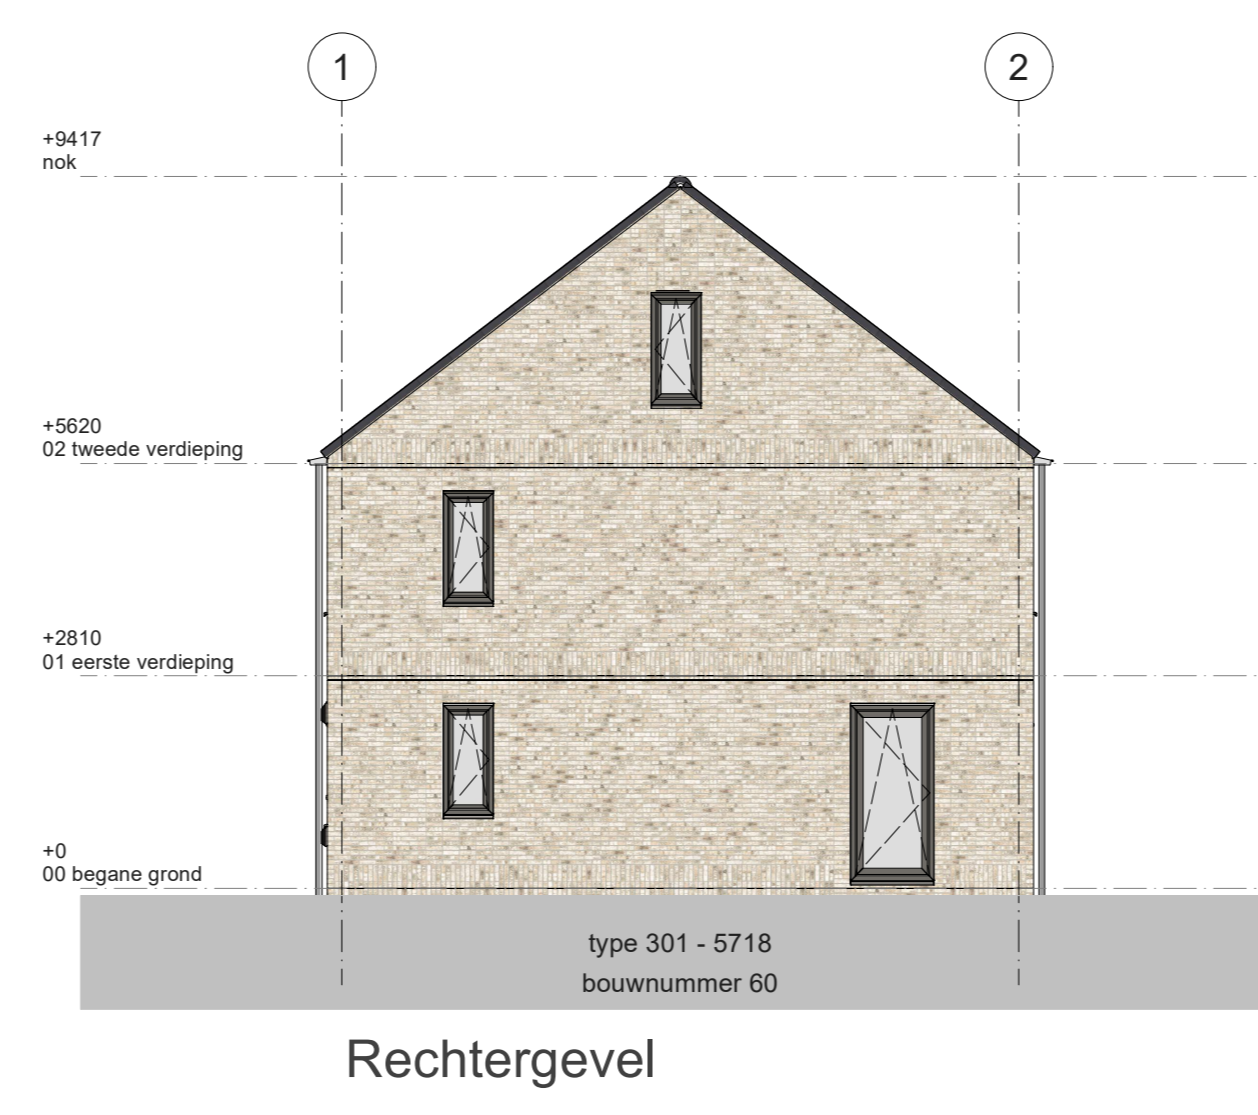 1
2
+9417
nok
+5620
02 tweede verdieping
+2810
01 eerste verdieping
+0
00 begane grond
type 301 - 5718
bouwnummer 60
Rechtergevel